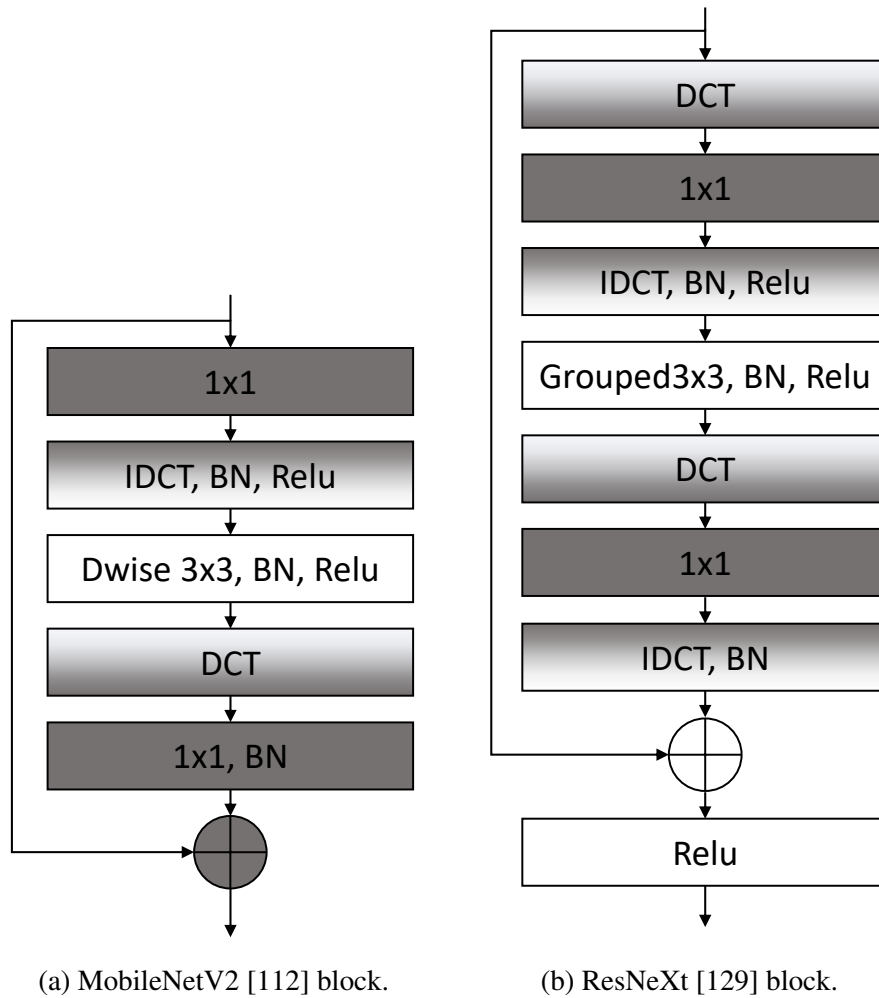 1x1
IDCT, BN, Relu
Dwise 3x3, BN, Relu
DCT
1x1, BN
(a) MobileNetV2 [112] block.
DCT
1x1
IDCT, BN, Relu
Grouped3x3, BN, Relu
DCT
1x1
IDCT, BN
Relu
(b) ResNeXt [129] block.